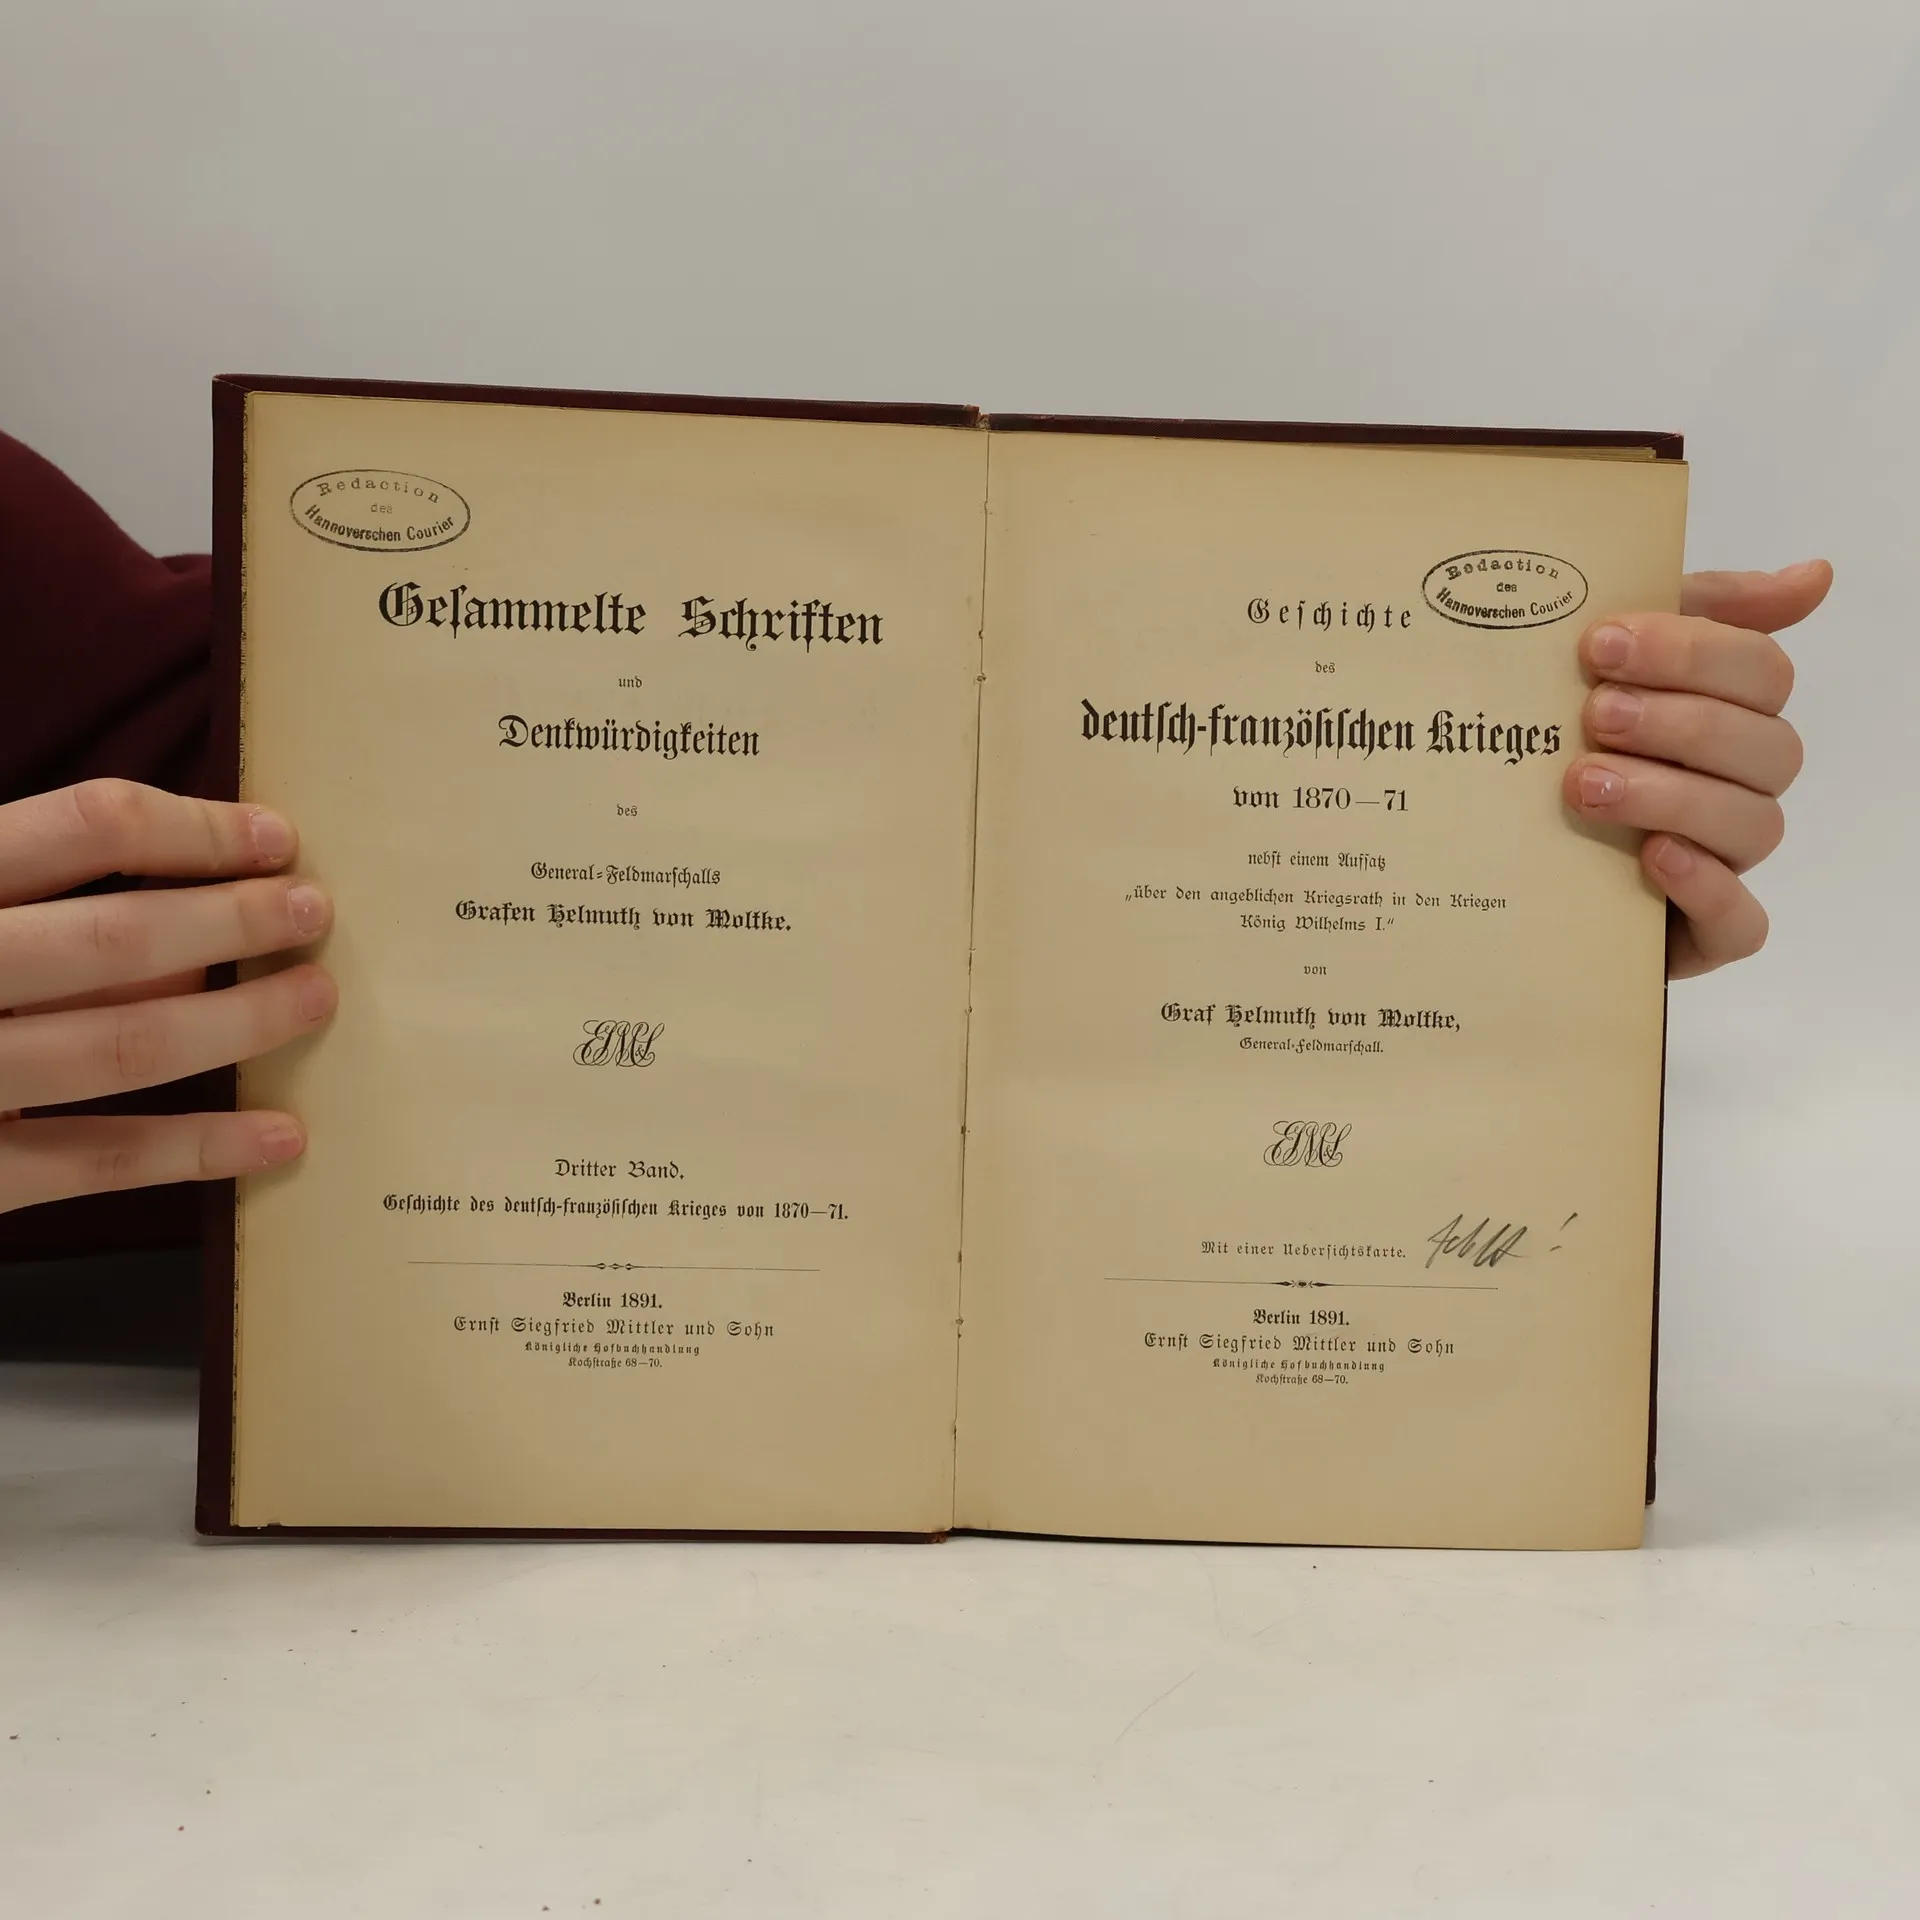 Redaction
des
Hannoverschen Courier
Gesammelte Schriften
und
Denkwürdigkeiten
des
General-Feldmarschalls
Grafen Helmuth von Moltke.
Dritter Band.
Geschichte des deutsch-französischen Krieges von 1870—71.
Berlin 1891.
Ernst Siegfried Mittler und Sohn
Königliche Hofbuchhandlung
Kochstraße 68—70.
Redaction
des
Hannoverschen Courier
Geschichte
des
deutsch-französischen Krieges
von 1870—71
nebst einem Aufsatz
„über den angeblichen Kriegsrath in den Kriegen
König Wilhelms I.“
von
Graf Helmuth von Moltke,
General-Feldmarschall.
Mit einer Uebersichtskarte. fehlt!
Berlin 1891.
Ernst Siegfried Mittler und Sohn
Königliche Hofbuchhandlung
Kochstraße 68—70.